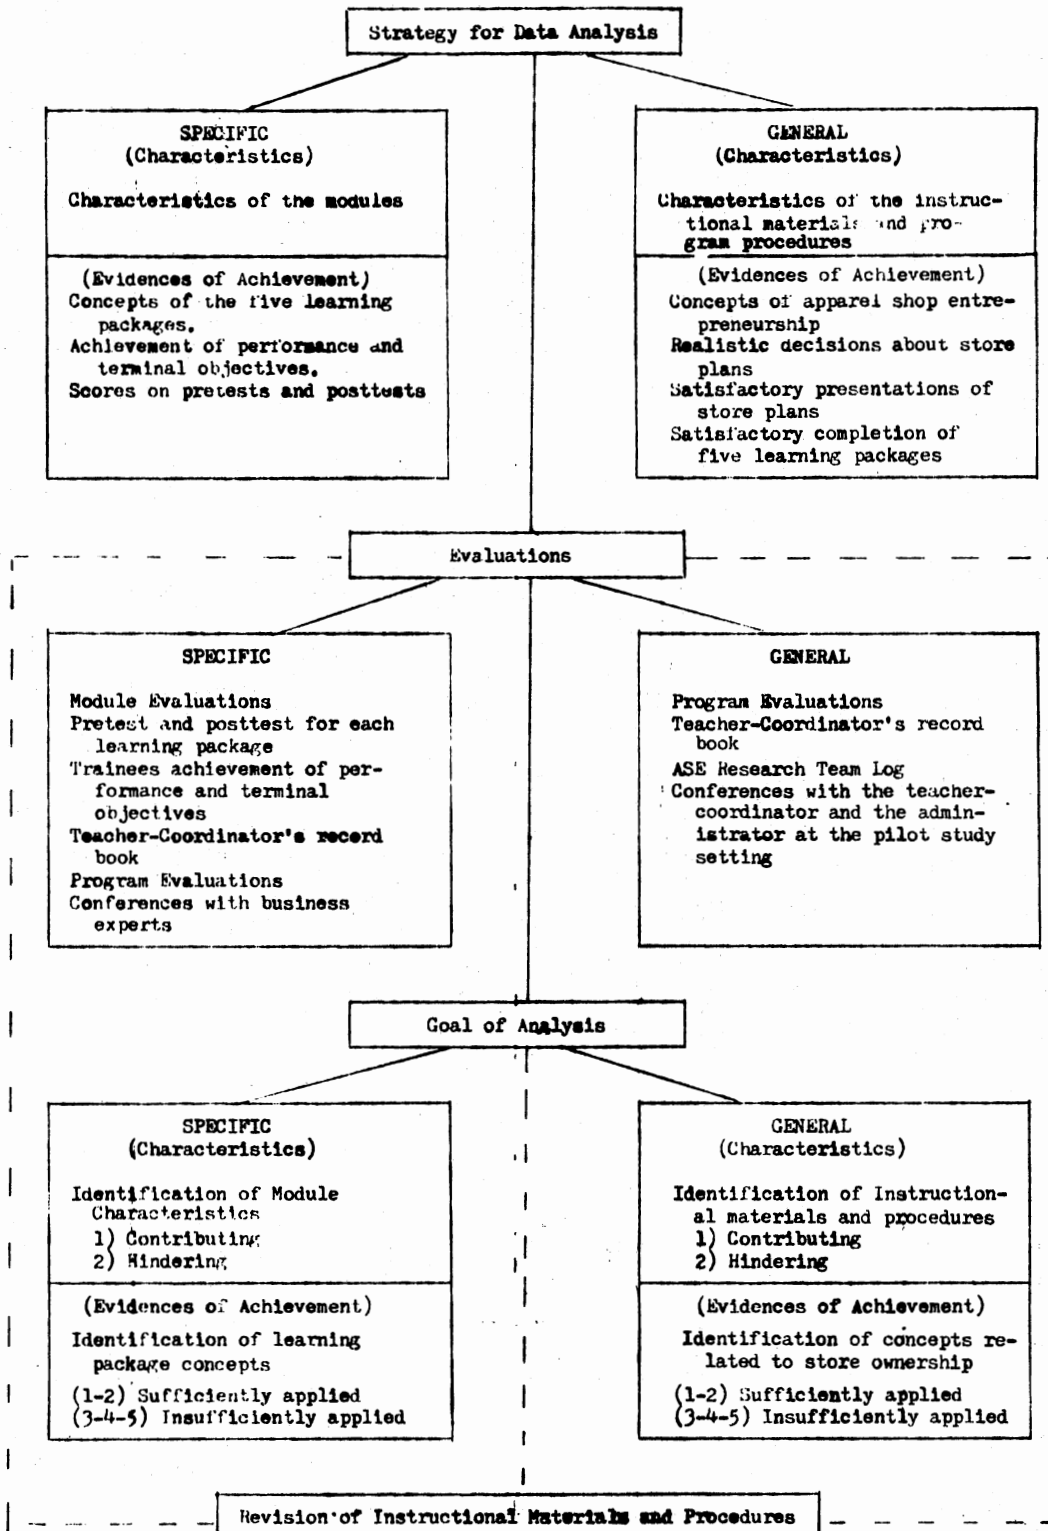 Strategy for Data Analysis
SPECIFIC
(Characteristics)
Characteristics of the modules
(Evidences of Achievement)
Concepts of the five learning
packages.
Achievement of performance and
terminal objectives.
Scores on pretests and posttests
GENERAL
(Characteristics)
Characteristics of the instruc-
tional materials and pro-
gram procedures
(Evidences of Achievement)
Concepts of apparel shop entre-
preneurship
Realistic decisions about store
plans
Satisfactory presentations of
store plans
Satisfactory completion of
five learning packages
Evaluations
SPECIFIC
Module Evaluations
Pretest and posttest for each
learning package
Trainees achievement of per-
formance and terminal
objectives
Teacher-Coordinator's record
book
Program Evaluations
Conferences with business
experts
GENERAL
Program Evaluations
Teacher-Coordinator's record
book
ASE Research Team Log
Conferences with the teacher-
coordinator and the admin-
istrator at the pilot study
setting
Goal of Analysis
SPECIFIC
(Characteristics)
Identification of Module
Characteristics
1) Contributing
2) Hindering
(Evidences of Achievement)
Identification of learning
package concepts
(1-2) Sufficiently applied
(3-4-5) Insufficiently applied
GENERAL
(Characteristics)
Identification of Instruction-
al materials and procedures
1) Contributing
2) Hindering
(Evidences of Achievement)
Identification of concepts re-
lated to store ownership
(1-2) Sufficiently applied
(3-4-5) Insufficiently applied
Revision of Instructional Materials and Procedures